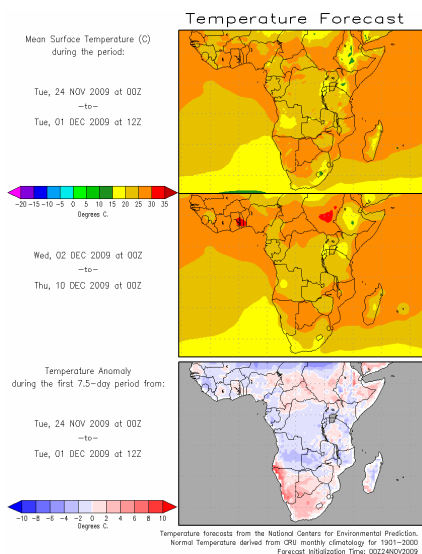 Temperature Forecast
Mean Surface Temperature (C)
during the period:
Tue, 24 NOV 2009 at 00Z
-to-
Tue, 01 DEC 2009 at 12Z
-20 -15 -10 -5 0 5 10 15 20 25 30 35
Degrees C.
Wed, 02 DEC 2009 at 00Z
-to-
Thu, 10 DEC 2009 at 00Z
Temperature Anomaly
during the first 7.5-day period from:
Tue, 24 NOV 2009 at 00Z
-to-
Tue, 01 DEC 2009 at 12Z
-10 -8 -6 -4 -2 0 2 4 6 8 10
Degrees C.
Temperature forecasts from the National Centers for Environmental Prediction.
Normal Temperature derived from CRU monthly climatology for 1901-2000
Forecast Initialization Time: 00Z24NOV2009